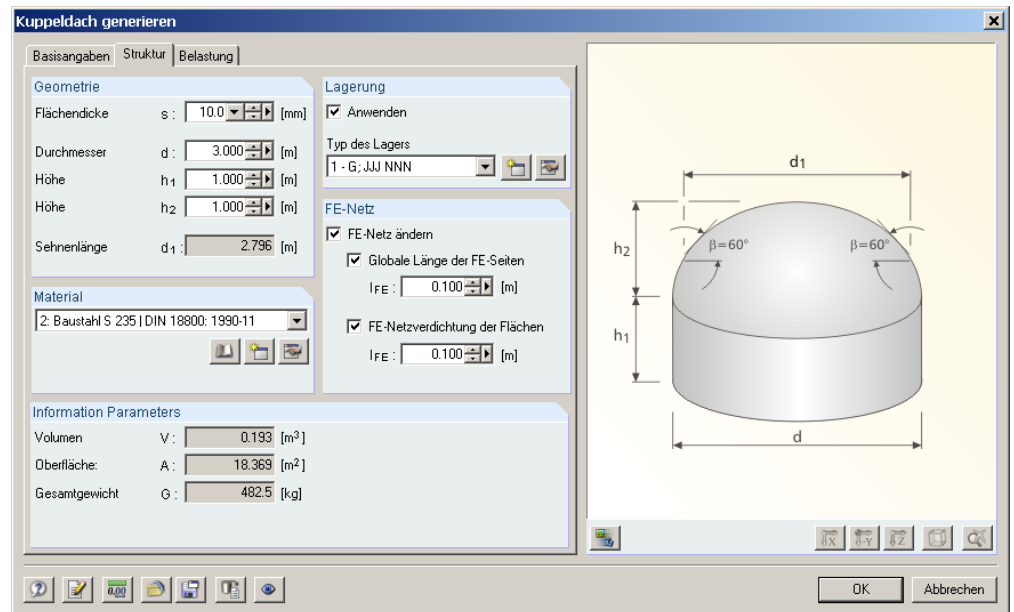 Kuppeldach generieren
Basisangaben Struktur Belastung
Geometrie
Flächendicke s : 10.0 [mm]
Durchmesser d : 3.000 [m]
Höhe h1 1.000 [m]
Höhe h2 1.000 [m]
Sehnenlänge d1 : 2.796 [m]
Material
2: Baustahl S 235 | DIN 18800: 1990-11
Lagerung
Anwenden
Typ des Lagers
1 - G; JJJ NNN
FE-Netz
FE-Netz ändern
Globale Länge der FE-Seiten
lFE : 0.100 [m]
FE-Netzverdichtung der Flächen
lFE : 0.100 [m]
Information Parameters
Volumen V : 0.193 [m³]
Oberfläche: A : 18.369 [m²]
Gesamtgewicht G : 482.5 [kg]
d1
h2
β=60° β=60°
h1
d
X -Y Z
0.00
OK Abbrechen